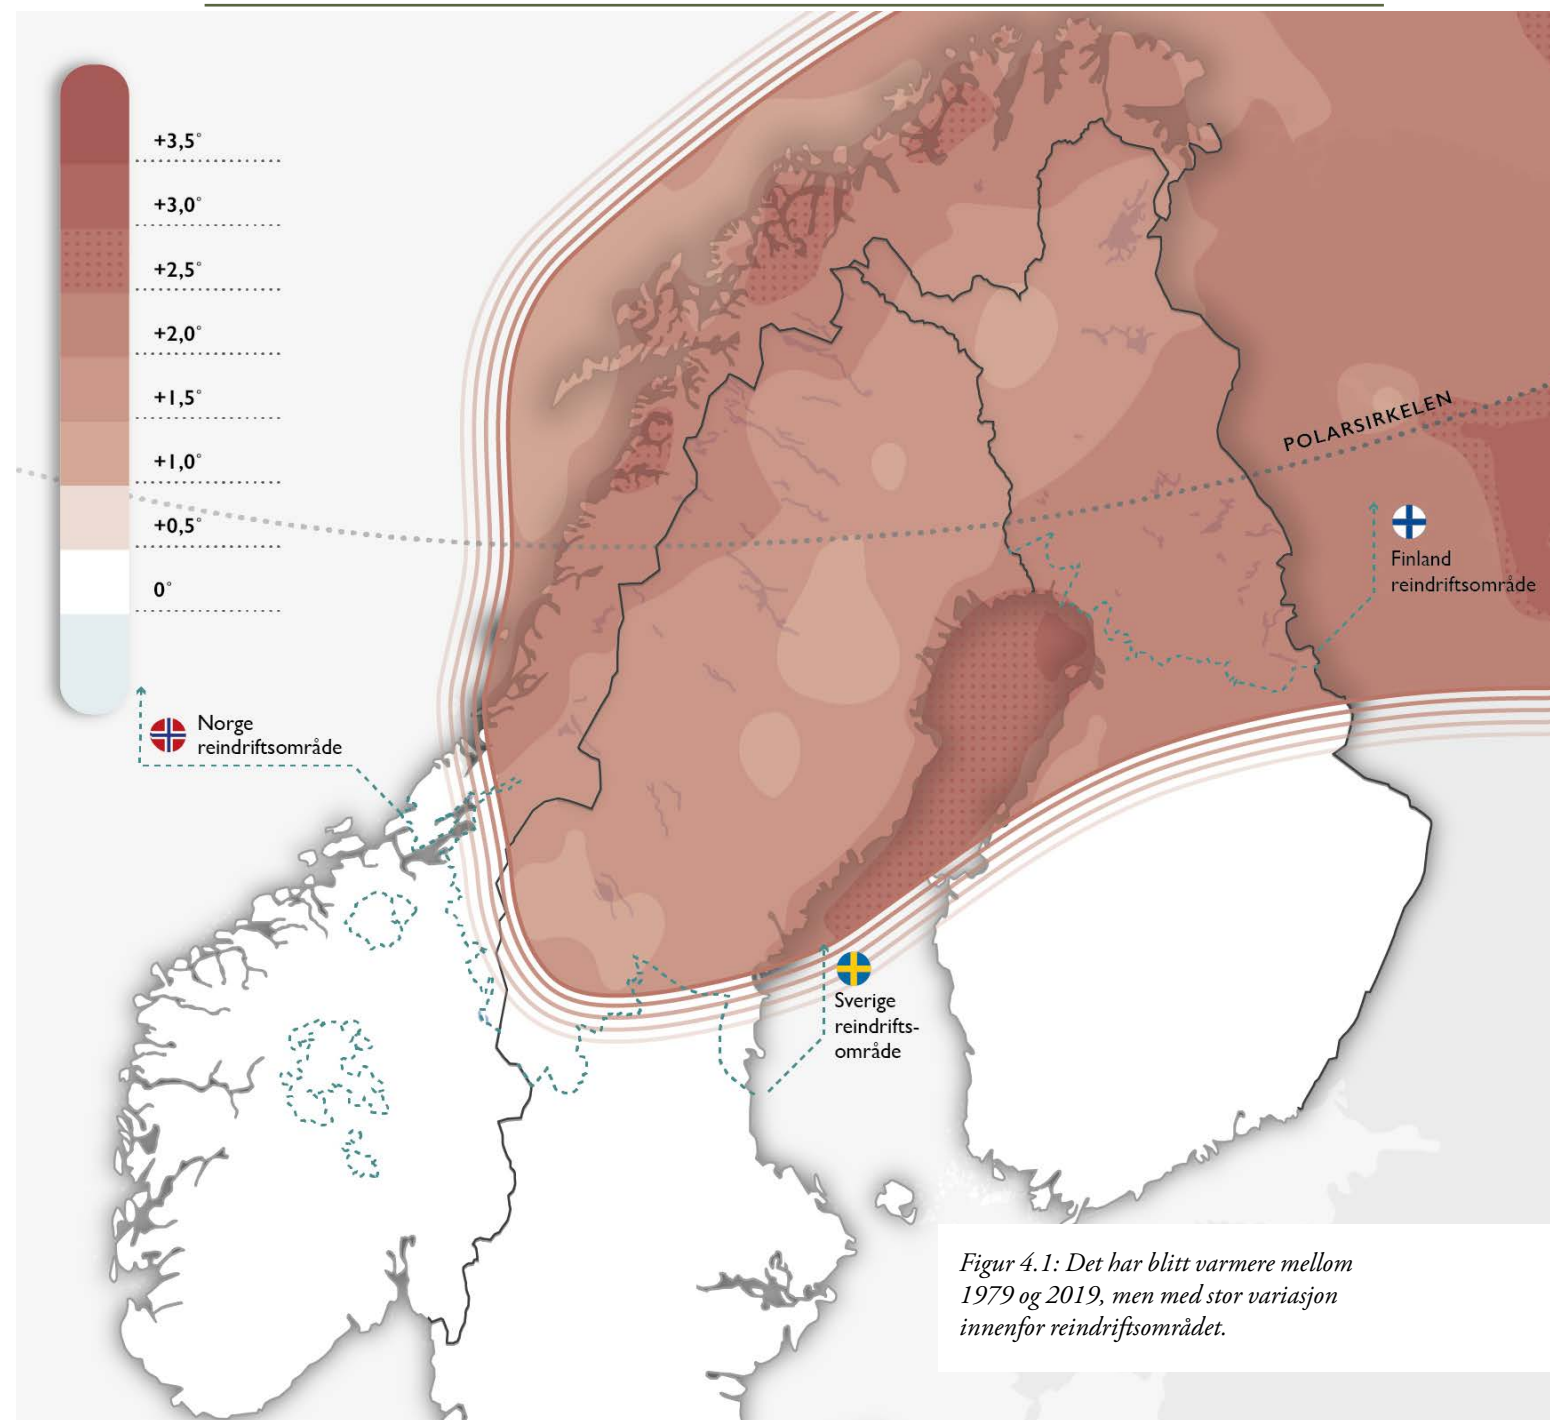 +3,5°
+3,0°
+2,5°
+2,0°
+1,5°
+1,0°
+0,5°
0°
POLARSIRKELEN
Finland
reindriftsområde
Norge
reindriftsområde
Sverige
reindrifts-
område
Figur 4.1: Det har blitt varmere mellom
1979 og 2019, men med stor variasjon
innenfor reindriftsområdet.